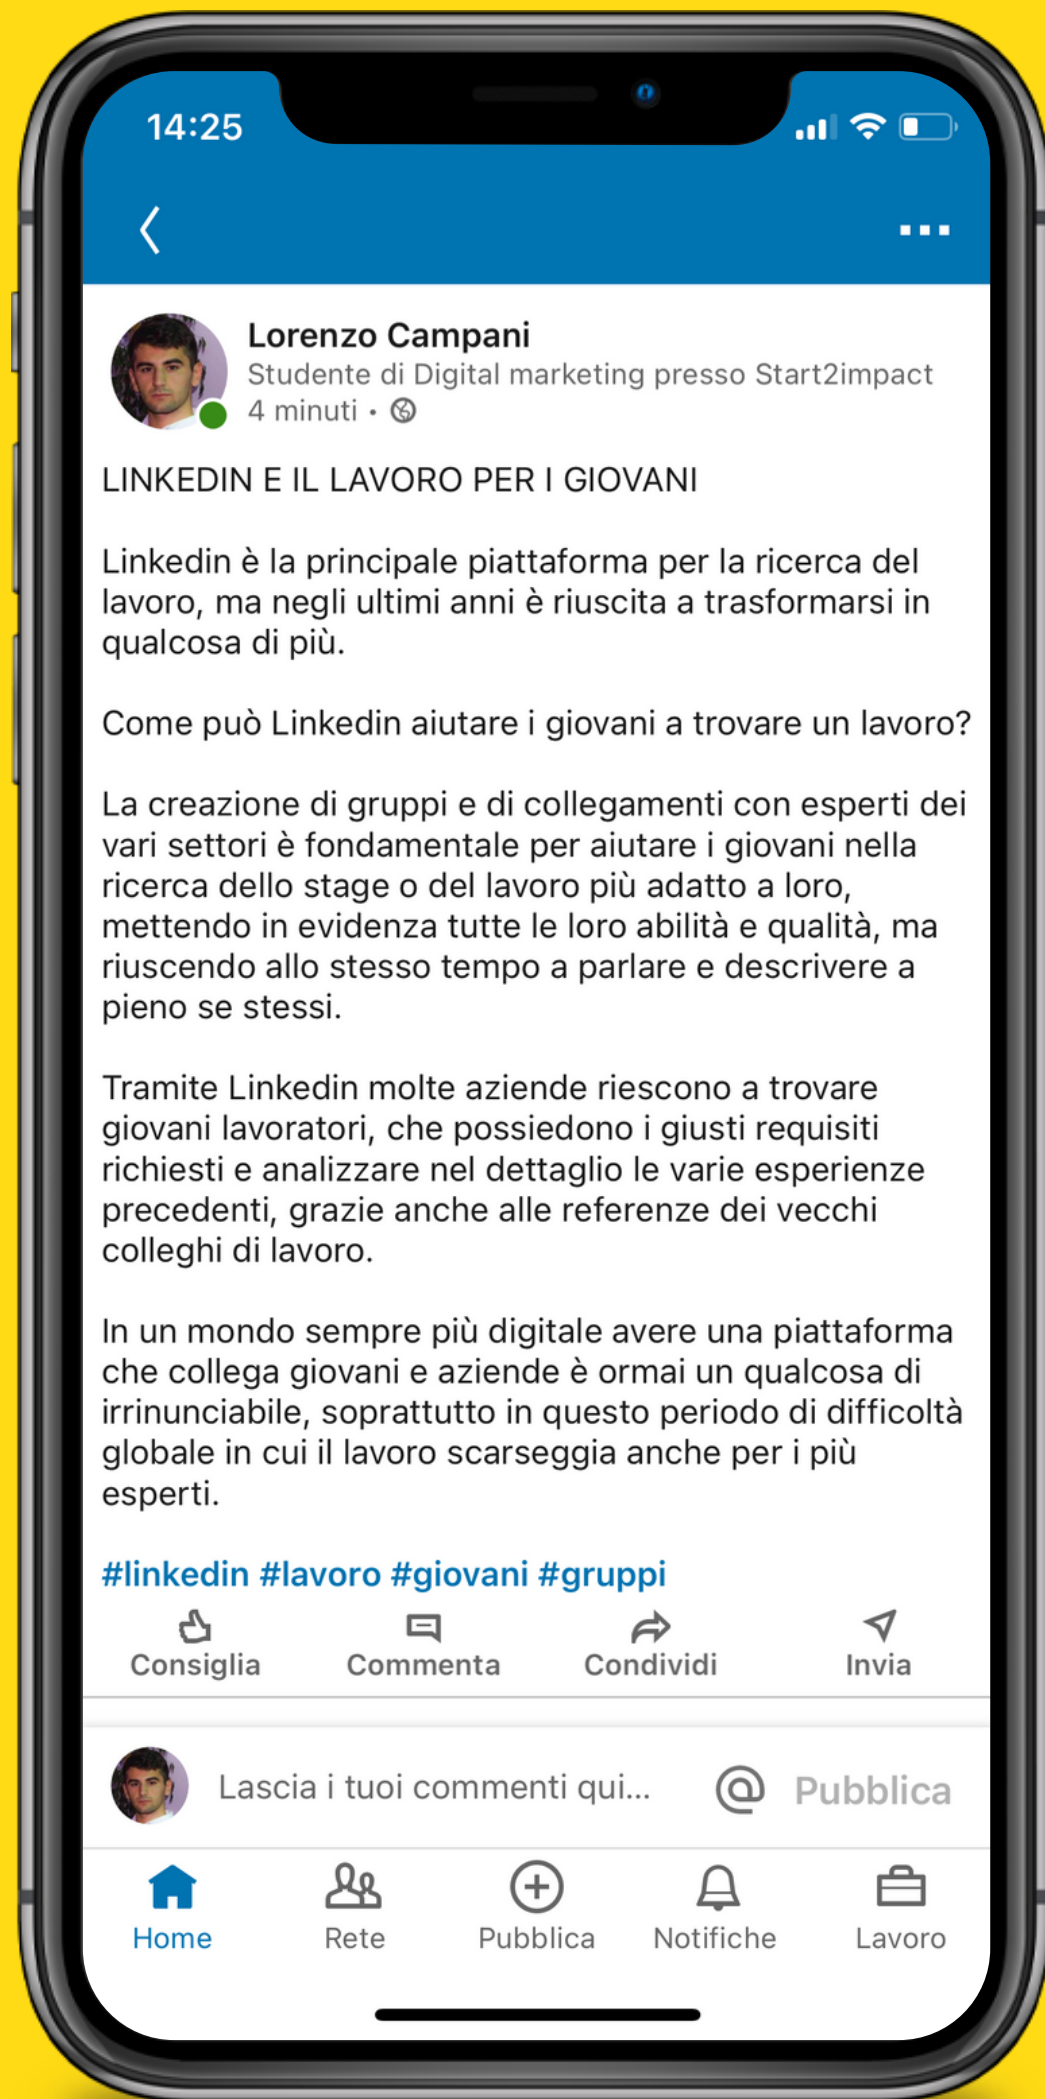 14:25
Lorenzo Campani
Studente di Digital marketing presso Start2impact
4 minuti •
LINKEDIN E IL LAVORO PER I GIOVANI
Linkedin è la principale piattaforma per la ricerca del
lavoro, ma negli ultimi anni è riuscita a trasformarsi in
qualcosa di più.
Come può Linkedin aiutare i giovani a trovare un lavoro?
La creazione di gruppi e di collegamenti con esperti dei
vari settori è fondamentale per aiutare i giovani nella
ricerca dello stage o del lavoro più adatto a loro,
mettendo in evidenza tutte le loro abilità e qualità, ma
riuscendo allo stesso tempo a parlare e descrivere a
pieno se stessi.
Tramite Linkedin molte aziende riescono a trovare
giovani lavoratori, che possiedono i giusti requisiti
richiesti e analizzare nel dettaglio le varie esperienze
precedenti, grazie anche alle referenze dei vecchi
colleghi di lavoro.
In un mondo sempre più digitale avere una piattaforma
che collega giovani e aziende è ormai un qualcosa di
irrinunciabile, soprattutto in questo periodo di difficoltà
globale in cui il lavoro scarseggia anche per i più
esperti.
#linkedin #lavoro #giovani #gruppi
Consiglia Commenta Condividi Invia
Lascia i tuoi commenti qui... @ Pubblica
Home Rete Pubblica Notifiche Lavoro